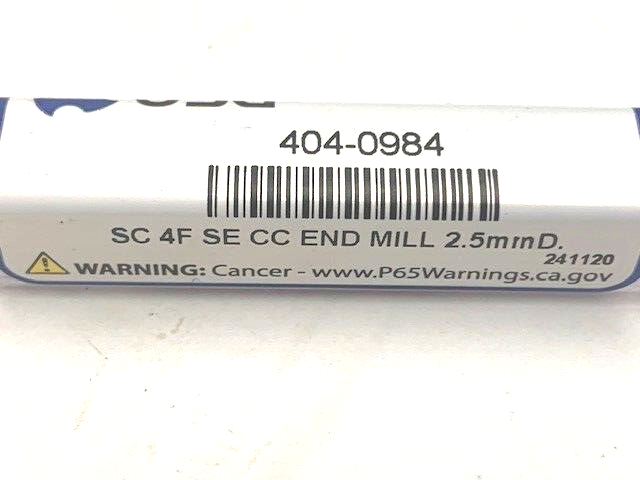 404-0984
SC 4F SE CC END MILL 2.5mmD.
241120
WARNING: Cancer - www.P65Warnings.ca.gov